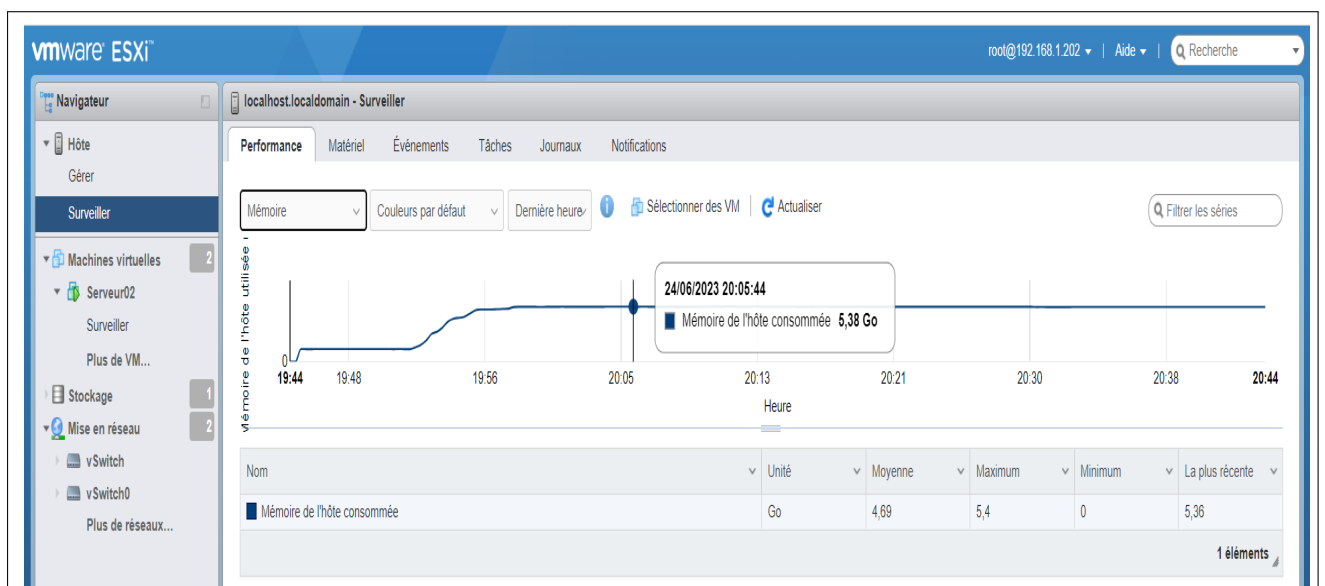 vmware ESXi™
root@192.168.1.202 | Aide | Recherche
Navigateur
Hôte
Gérer
Surveiller
Machines virtuelles 2
Serveur02
Surveiller
Plus de VM...
Stockage 1
Mise en réseau 2
vSwitch
vSwitch0
Plus de réseaux...
localhost.localdomain - Surveiller
Performance Matériel Événements Tâches Journaux Notifications
Mémoire Couleurs par défaut Dernière heure Sélectionner des VM Actualiser Filtrer les séries
Mémoire de l'hôte utilisée
24/06/2023 20:05:44
Mémoire de l'hôte consommée 5,38 Go
0
19:44 19:48 19:56 20:05 20:13 20:21 20:30 20:38 20:44
Heure
Nom Unité Moyenne Maximum Minimum La plus récente
Mémoire de l'hôte consommée Go 4,69 5,4 0 5,36
1 éléments